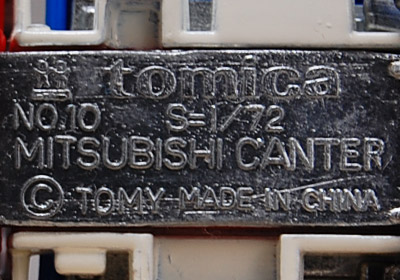 tomica
NO.10 S=1/72
MITSUBISHI CANTER
© TOMY MADE IN CHINA